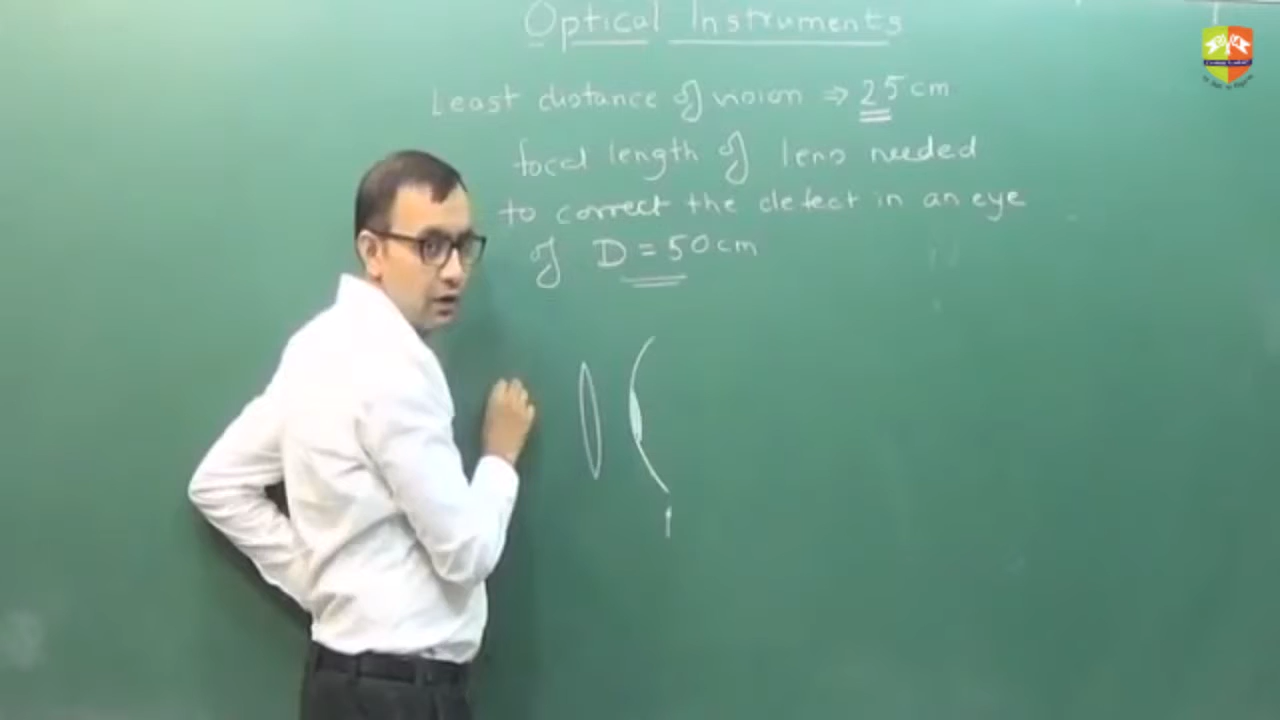 Optical Instruments
Least distance of vision ⇒ 25 cm
focal length of lens needed
to correct the defect in an eye
of D = 50 cm